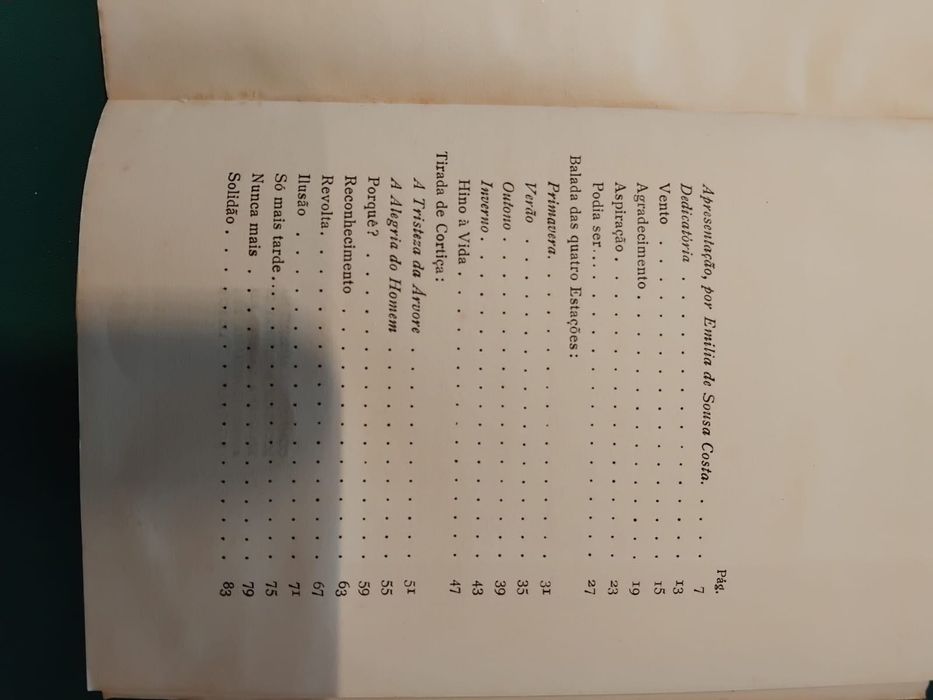 Pág.
Apresentação, por Emília de Sousa Costa. . . . 7
Dedicatória . . . . . . . . . . . . . 13
Vento . . . . . . . . . . . . . . . 15
Agradecimento . . . . . . . . . . . . 19
Aspiração . . . . . . . . . . . . . . 23
Podia ser... . . . . . . . . . . . . . 27
Balada das quatro Estações:
Primavera. . . . . . . . . . . . . . 31
Verão . . . . . . . . . . . . . . . 35
Outono . . . . . . . . . . . . . . . 39
Inverno . . . . . . . . . . . . . . . 43
Hino à Vida . . . . . . . . . . . . . 47
Tirada de Cortiça:
A Tristeza da Árvore . . . . . . . . . . 51
A Alegria do Homem . . . . . . . . . . 55
Porquê? . . . . . . . . . . . . . . 59
Reconhecimento . . . . . . . . . . . . 63
Revolta. . . . . . . . . . . . . . . 67
Ilusão . . . . . . . . . . . . . . . 71
Só mais tarde... . . . . . . . . . . . . 75
Nunca mais . . . . . . . . . . . . . 79
Solidão . . . . . . . . . . . . . . . 83